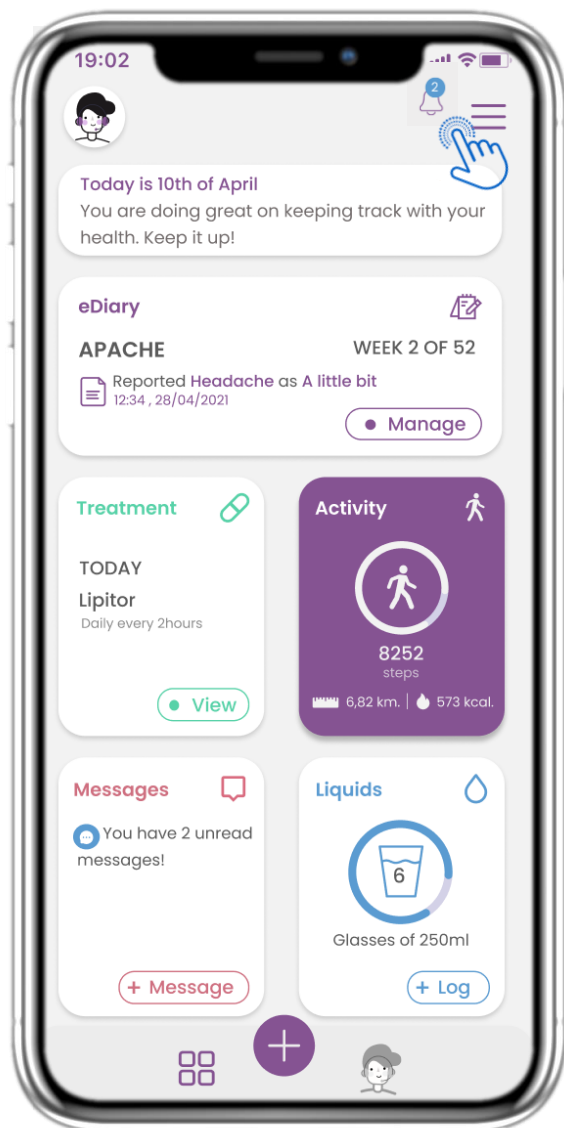 19:02
2
Today is 10th of April
You are doing great on keeping track with your
health. Keep it up!
eDiary
APACHE
WEEK 2 OF 52
Reported Headache as A little bit
12:34 , 28/04/2021
Manage
Treatment
TODAY
Lipitor
Daily every 2hours
View
Activity
8252
steps
6,82 km.
573 kcal.
Messages
You have 2 unread
messages!
+ Message
Liquids
6
Glasses of 250ml
+ Log